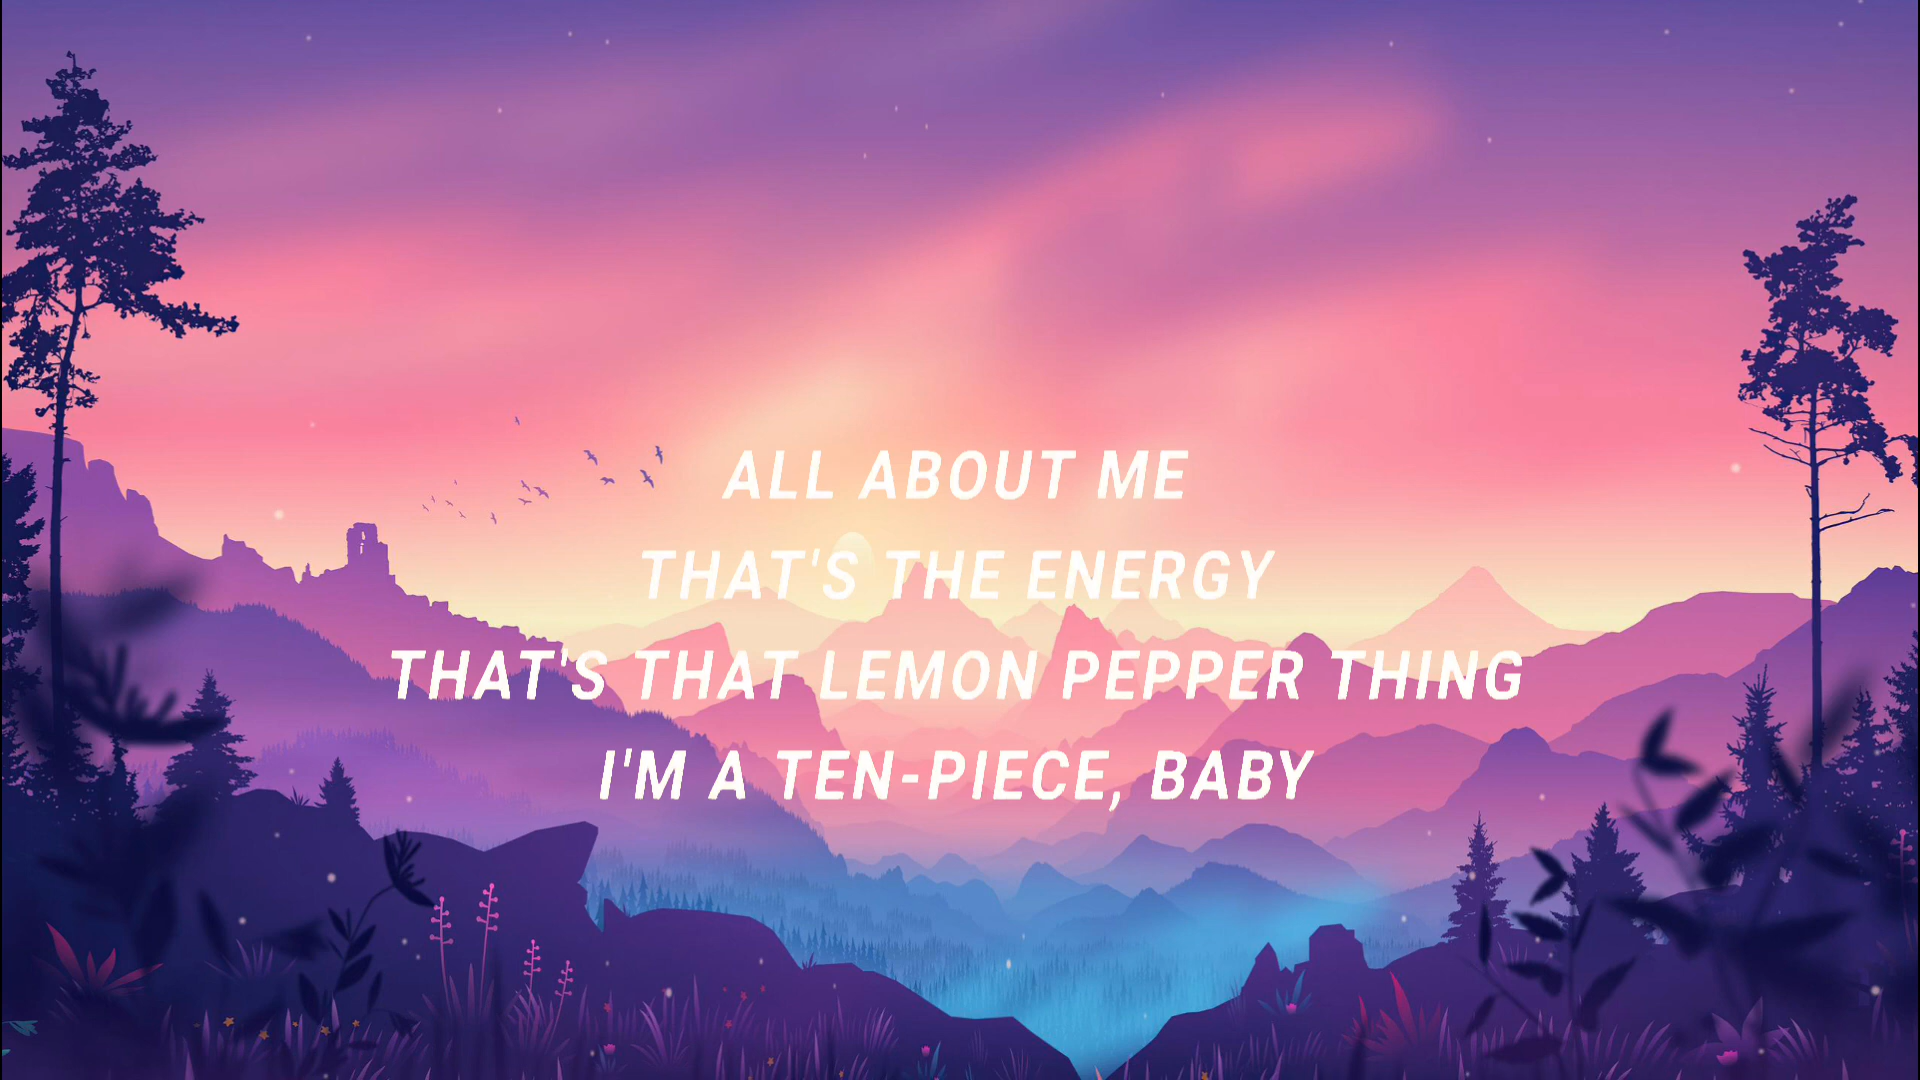 ALL ABOUT ME
THAT'S THE ENERGY
THAT'S THAT LEMON PEPPER THING
I'M A TEN-PIECE, BABY